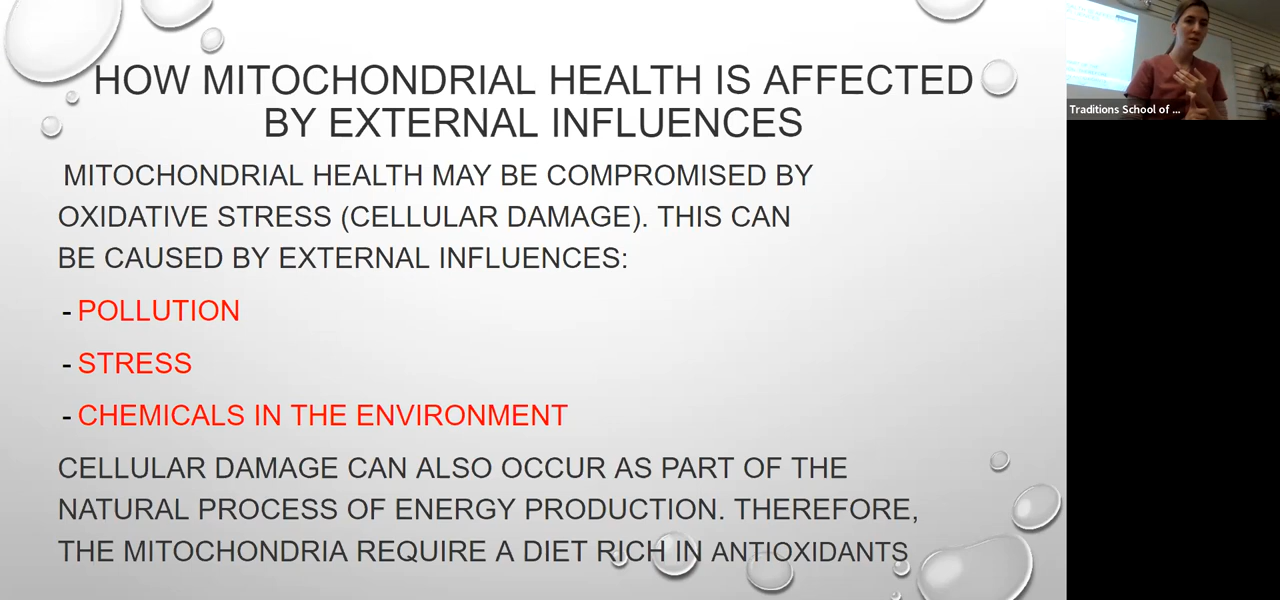 HOW MITOCHONDRIAL HEALTH IS AFFECTED
BY EXTERNAL INFLUENCES
MITOCHONDRIAL HEALTH MAY BE COMPROMISED BY
OXIDATIVE STRESS (CELLULAR DAMAGE). THIS CAN
BE CAUSED BY EXTERNAL INFLUENCES:
- POLLUTION
- STRESS
- CHEMICALS IN THE ENVIRONMENT
CELLULAR DAMAGE CAN ALSO OCCUR AS PART OF THE
NATURAL PROCESS OF ENERGY PRODUCTION. THEREFORE,
THE MITOCHONDRIA REQUIRE A DIET RICH IN ANTIOXIDANTS
Traditions School of ...